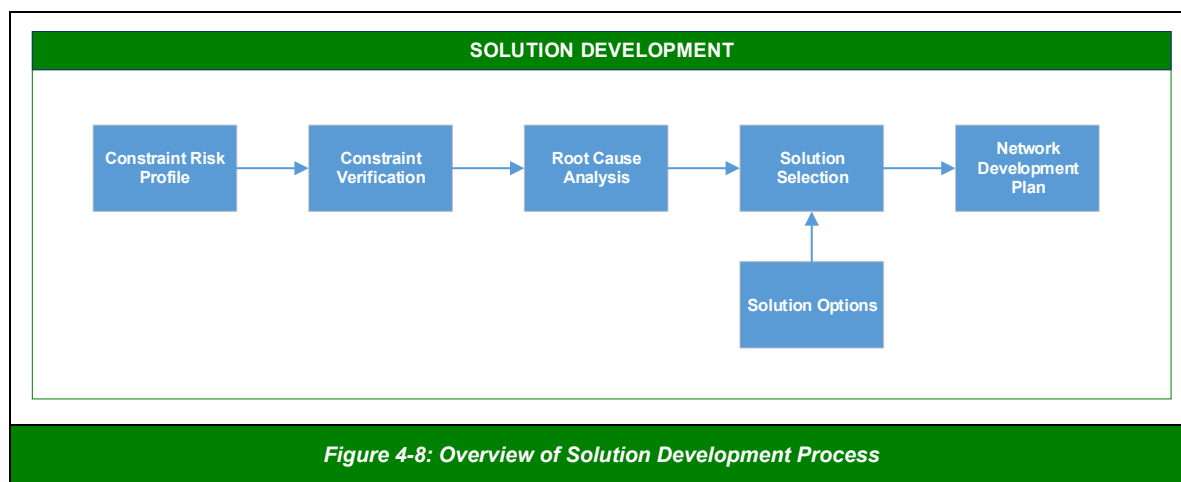 SOLUTION DEVELOPMENT
Constraint Risk
Profile
Constraint
Verification
Root Cause
Analysis
Solution
Selection
Network
Development
Plan
Solution Options
Figure 4-8: Overview of Solution Development Process